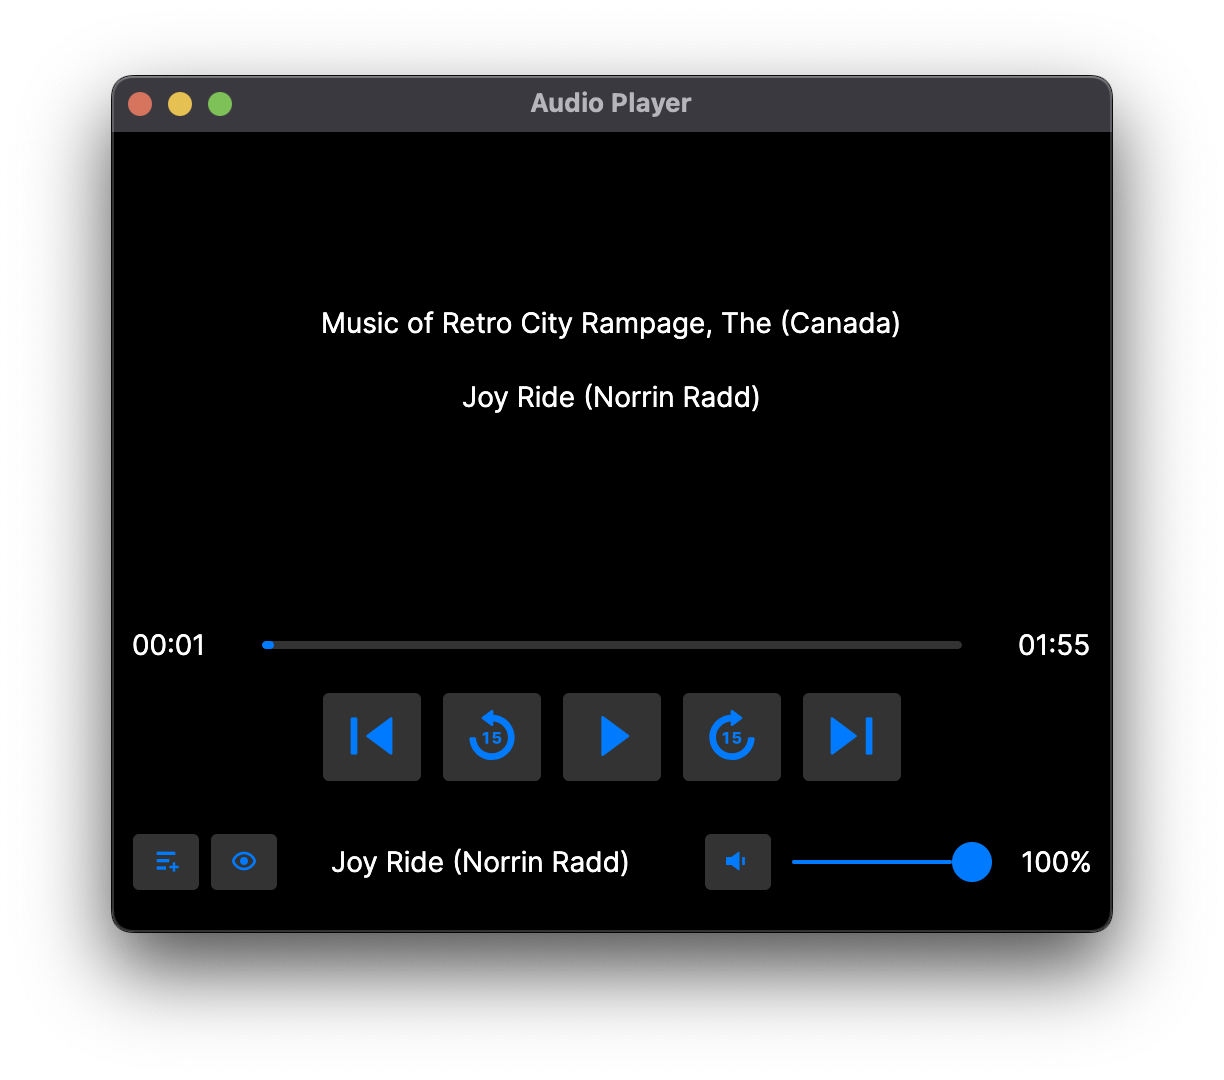 Audio Player
Music of Retro City Rampage, The (Canada)
Joy Ride (Norrin Radd)
00:01
01:55
15
15
Joy Ride (Norrin Radd)
100%